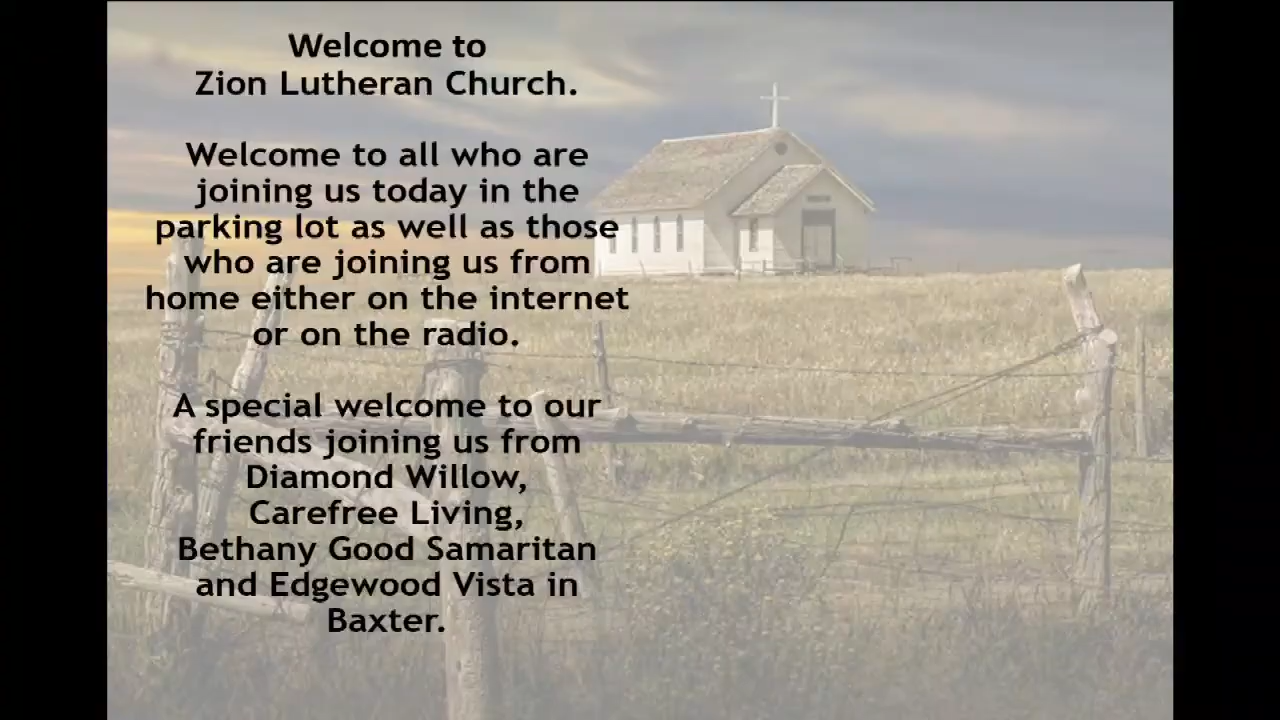 Welcome to
Zion Lutheran Church.
Welcome to all who are
joining us today in the
parking lot as well as those
who are joining us from
home either on the internet
or on the radio.
A special welcome to our
friends joining us from
Diamond Willow,
Carefree Living,
Bethany Good Samaritan
and Edgewood Vista in
Baxter.